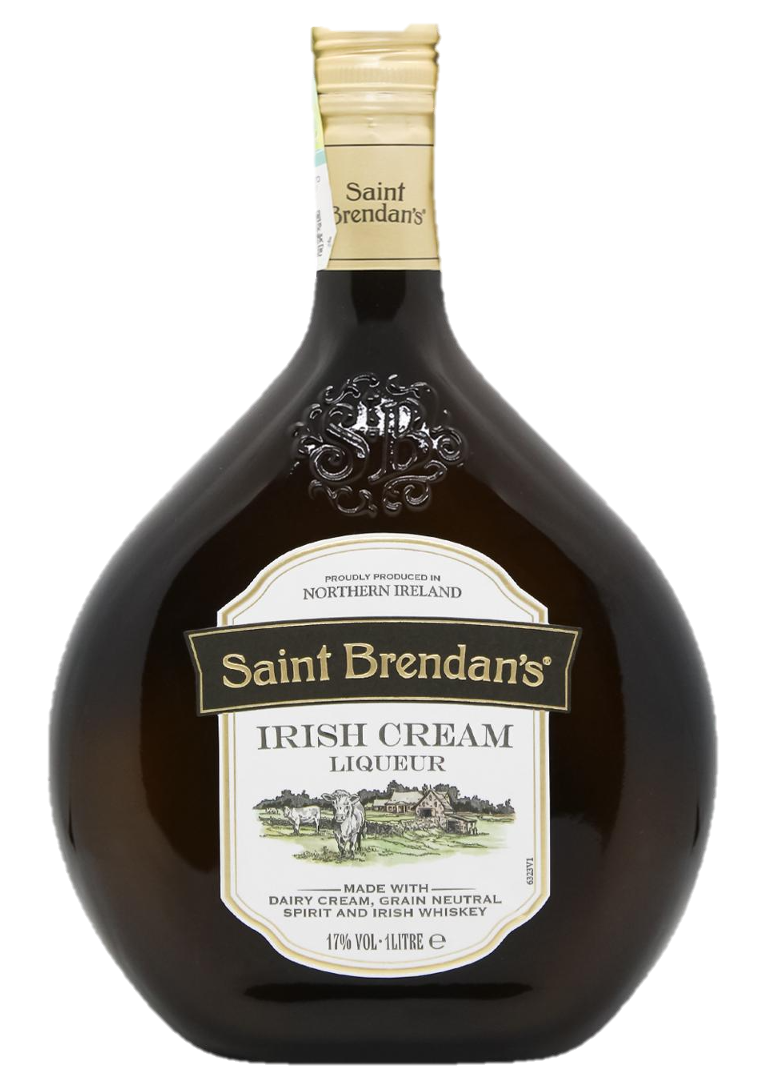 Saint
Brendan's®
SB
PROUDLY PRODUCED IN
NORTHERN IRELAND
Saint Brendan's®
IRISH CREAM
LIQUEUR
MADE WITH
DAIRY CREAM, GRAIN NEUTRAL
SPIRIT AND IRISH WHISKEY
17% VOL · 1LITRE ℮
6323V1